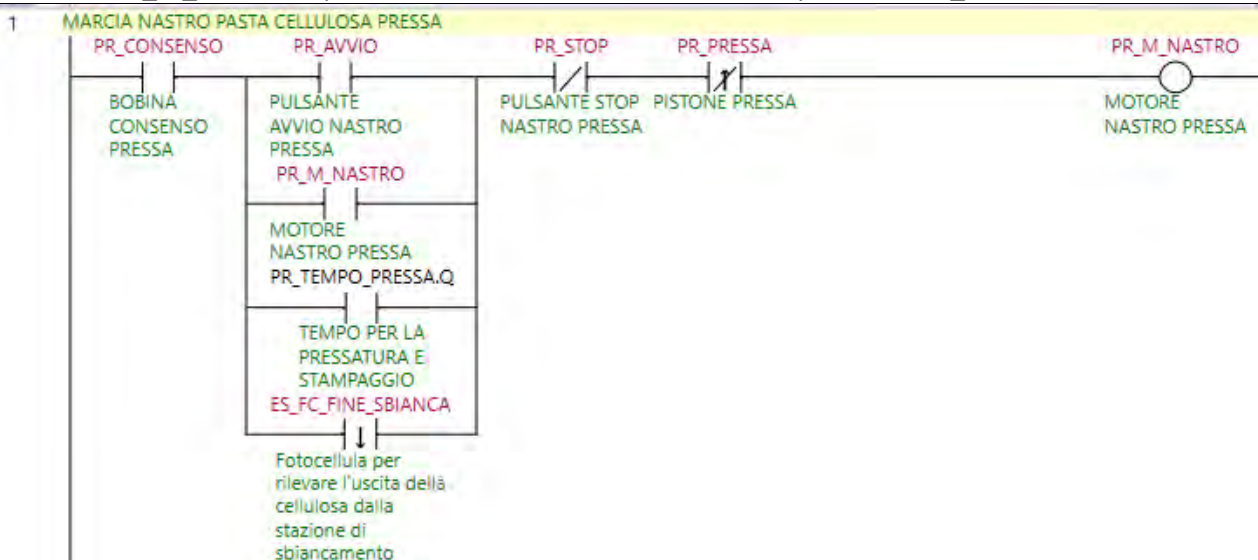 1
MARCIA NASTRO PASTA CELLULOSA PRESSA
PR_CONSENSO PR_AVVIO PR_STOP PR_PRESSA PR_M_NASTRO
BOBINA
CONSENSO
PRESSA
PULSANTE
AVVIO NASTRO
PRESSA
PULSANTE STOP
NASTRO PRESSA
PISTONE PRESSA
MOTORE
NASTRO PRESSA
PR_M_NASTRO
MOTORE
NASTRO PRESSA
PR_TEMPO_PRESSA.Q
TEMPO PER LA
PRESSATURA E
STAMPAGGIO
ES_FC_FINE_SBIANCA
Fotocellula per
rilevare l'uscita della
cellulosa dalla
stazione di
sbiancamento